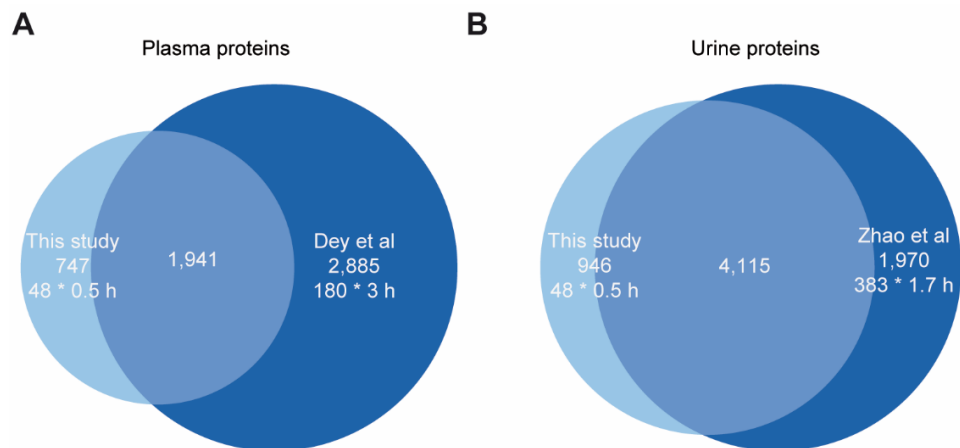 A
Plasma proteins
This study
747
48 * 0.5 h
1,941
Dey et al
2,885
180 * 3 h
B
Urine proteins
This study
946
48 * 0.5 h
4,115
Zhao et al
1,970
383 * 1.7 h